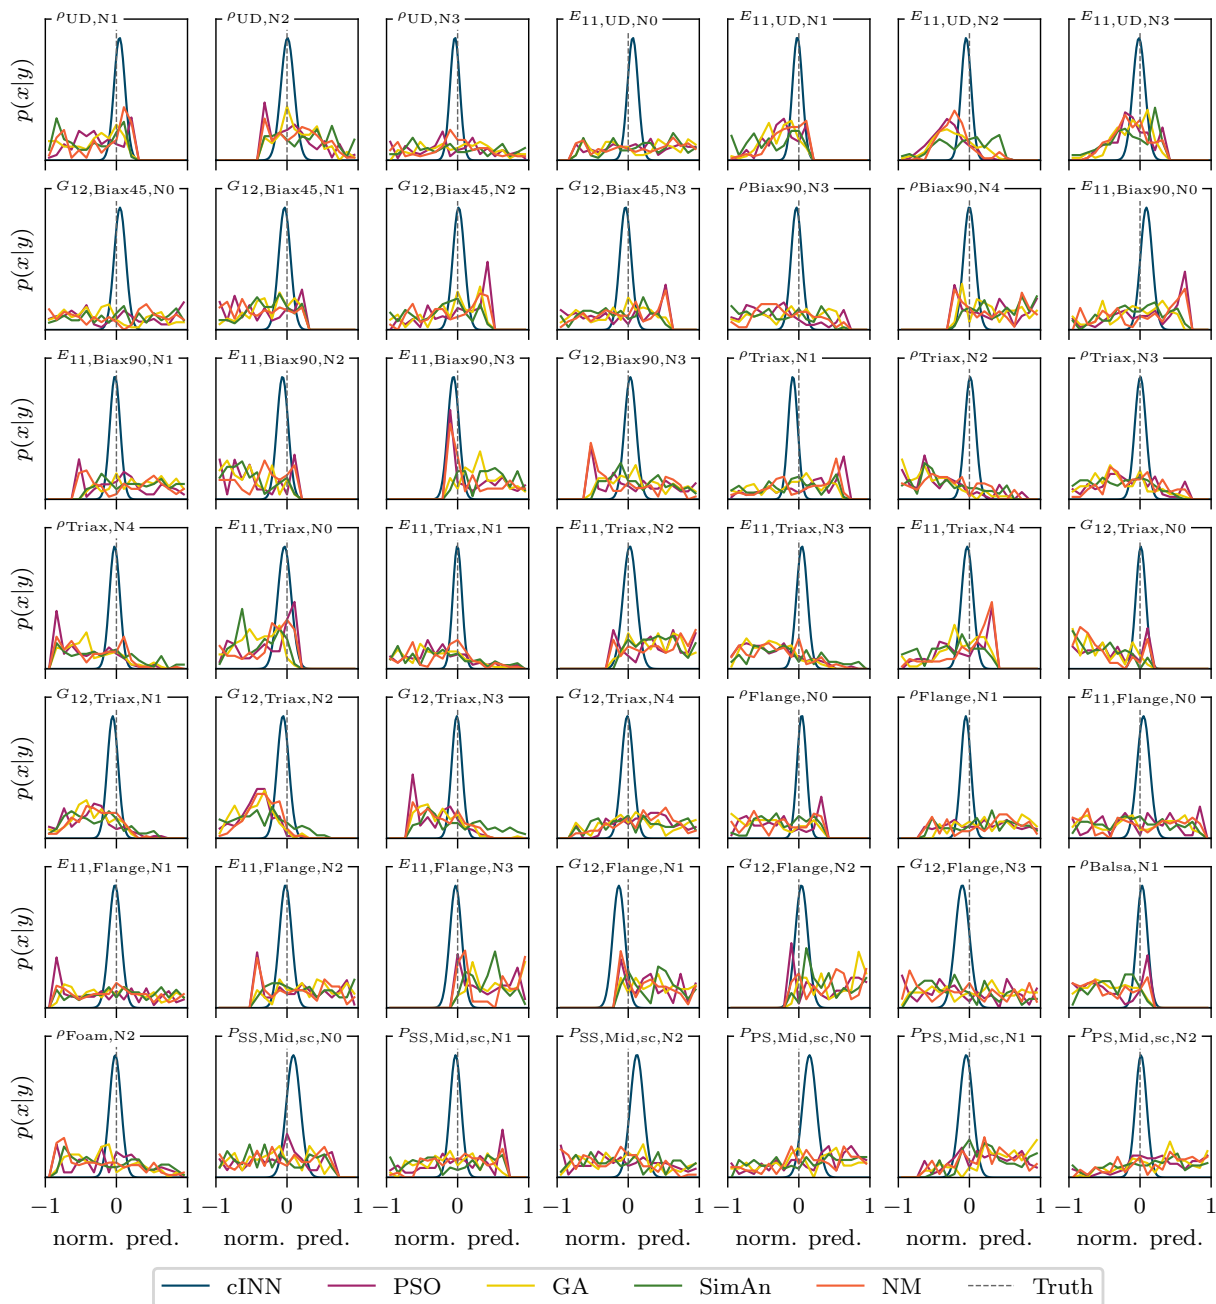 ρUD,N1 ρUD,N2 ρUD,N3 E11,UD,N0 E11,UD,N1 E11,UD,N2 E11,UD,N3
p(x|y)
G12,Biax45,N0 G12,Biax45,N1 G12,Biax45,N2 G12,Biax45,N3 ρBiax90,N3 ρBiax90,N4 E11,Biax90,N0
p(x|y)
E11,Biax90,N1 E11,Biax90,N2 E11,Biax90,N3 G12,Biax90,N3 ρTriax,N1 ρTriax,N2 ρTriax,N3
p(x|y)
ρTriax,N4 E11,Triax,N0 E11,Triax,N1 E11,Triax,N2 E11,Triax,N3 E11,Triax,N4 G12,Triax,N0
p(x|y)
G12,Triax,N1 G12,Triax,N2 G12,Triax,N3 G12,Triax,N4 ρFlange,N0 ρFlange,N1 E11,Flange,N0
p(x|y)
E11,Flange,N1 E11,Flange,N2 E11,Flange,N3 G12,Flange,N1 G12,Flange,N2 G12,Flange,N3 ρBalsa,N1
p(x|y)
ρFoam,N2 PSS,Mid,sc,N0 PSS,Mid,sc,N1 PSS,Mid,sc,N2 PPS,Mid,sc,N0 PPS,Mid,sc,N1 PPS,Mid,sc,N2
p(x|y)
−1 0 1 −1 0 1 −1 0 1 −1 0 1 −1 0 1 −1 0 1 −1 0 1
norm. pred. norm. pred. norm. pred. norm. pred. norm. pred. norm. pred. norm. pred.
cINN PSO GA SimAn NM Truth